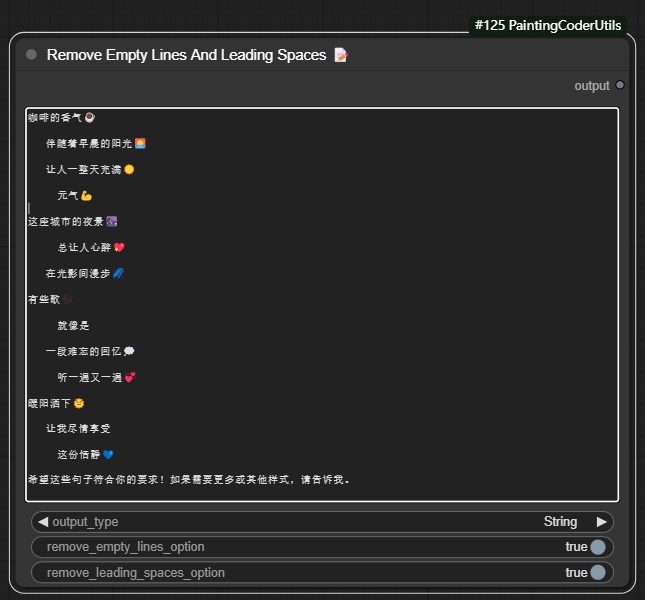 #125 PaintingCoderUtils
Remove Empty Lines And Leading Spaces 📝
output
咖啡的香气☕
伴随着早晨的阳光🌅
让人一整天充满🌞
元气💪
这座城市的夜景🌃
总让人心醉💖
在光影间漫步🌌
有些歌🎶
就像是
一段难忘的回忆💭
听一遍又一遍💞
暖阳洒下🌞
让我尽情享受
这份恬静💙
希望这些句子符合你的要求！如果需要更多或其他样式，请告诉我。
◀ output_type String ▶
remove_empty_lines_option true
remove_leading_spaces_option true